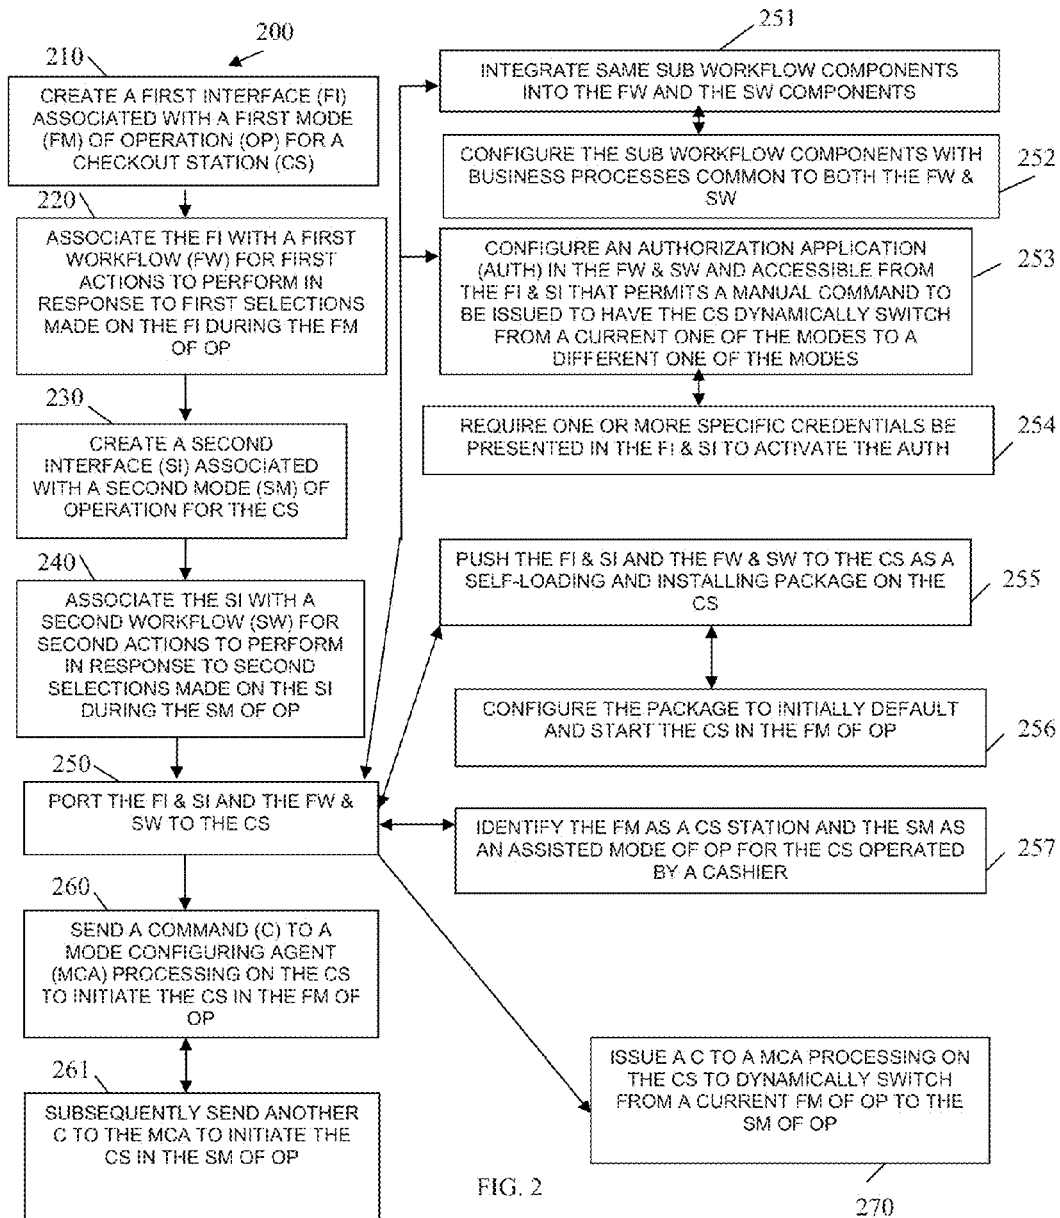 200
210
CREATE A FIRST INTERFACE (FI)
ASSOCIATED WITH A FIRST MODE
(FM) OF OPERATION (OP) FOR A
CHECKOUT STATION (CS)
220
ASSOCIATE THE FI WITH A FIRST
WORKFLOW (FW) FOR FIRST
ACTIONS TO PERFORM IN
RESPONSE TO FIRST SELECTIONS
MADE ON THE FI DURING THE FM
OF OP
230
CREATE A SECOND
INTERFACE (SI) ASSOCIATED
WITH A SECOND MODE (SM) OF
OPERATION FOR THE CS
240
ASSOCIATE THE SI WITH A
SECOND WORKFLOW (SW) FOR
SECOND ACTIONS TO PERFORM
IN RESPONSE TO SECOND
SELECTIONS MADE ON THE SI
DURING THE SM OF OP
250
PORT THE FI & SI AND THE FW &
SW TO THE CS
260
SEND A COMMAND (C) TO A
MODE CONFIGURING AGENT
(MCA) PROCESSING ON THE CS
TO INITIATE THE CS IN THE FM OF
OP
261
SUBSEQUENTLY SEND ANOTHER
C TO THE MCA TO INITIATE THE
CS IN THE SM OF OP
251
INTEGRATE SAME SUB WORKFLOW COMPONENTS
INTO THE FW AND THE SW COMPONENTS
CONFIGURE THE SUB WORKFLOW COMPONENTS WITH
BUSINESS PROCESSES COMMON TO BOTH THE FW &
SW
252
CONFIGURE AN AUTHORIZATION APPLICATION
(AUTH) IN THE FW & SW AND ACCESSIBLE FROM
THE FI & SI THAT PERMITS A MANUAL COMMAND TO
BE ISSUED TO HAVE THE CS DYNAMICALLY SWITCH
FROM A CURRENT ONE OF THE MODES TO A
DIFFERENT ONE OF THE MODES
253
REQUIRE ONE OR MORE SPECIFIC CREDENTIALS BE
PRESENTED IN THE FI & SI TO ACTIVATE THE AUTH
254
PUSH THE FI & SI AND THE FW & SW TO THE CS AS A
SELF-LOADING AND INSTALLING PACKAGE ON THE
CS
255
CONFIGURE THE PACKAGE TO INITIALLY DEFAULT
AND START THE CS IN THE FM OF OP
256
IDENTIFY THE FM AS A CS STATION AND THE SM AS
AN ASSISTED MODE OF OP FOR THE CS OPERATED
BY A CASHIER
257
ISSUE A C TO A MCA PROCESSING ON
THE CS TO DYNAMICALLY SWITCH
FROM A CURRENT FM OF OP TO THE
SM OF OP
270
FIG. 2